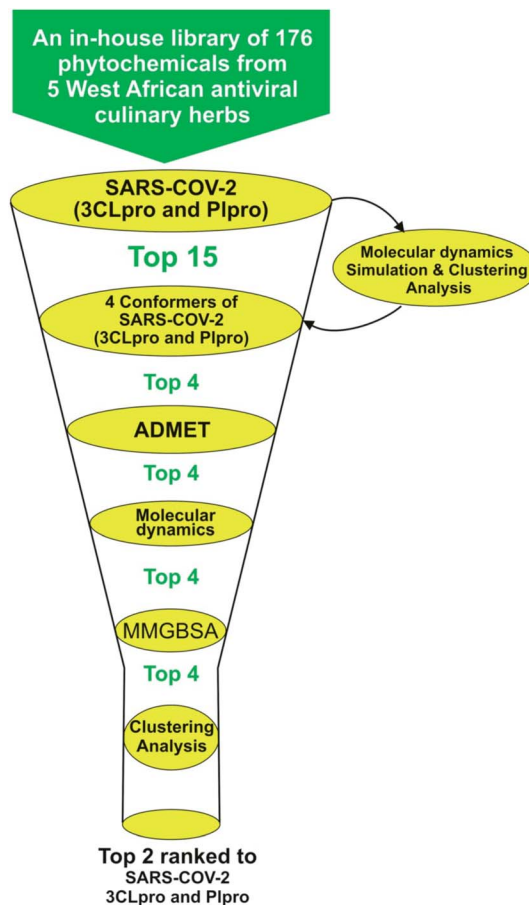 An in-house library of 176
phytochemicals from
5 West African antiviral
culinary herbs
SARS-COV-2
(3CLpro and Plpro)
Top 15
Molecular dynamics
Simulation & Clustering
Analysis
4 Conformers of
SARS-COV-2
(3CLpro and Plpro)
Top 4
ADMET
Top 4
Molecular
dynamics
Top 4
MMGBSA
Top 4
Clustering
Analysis
Top 2 ranked to
SARS-COV-2
3CLpro and Plpro